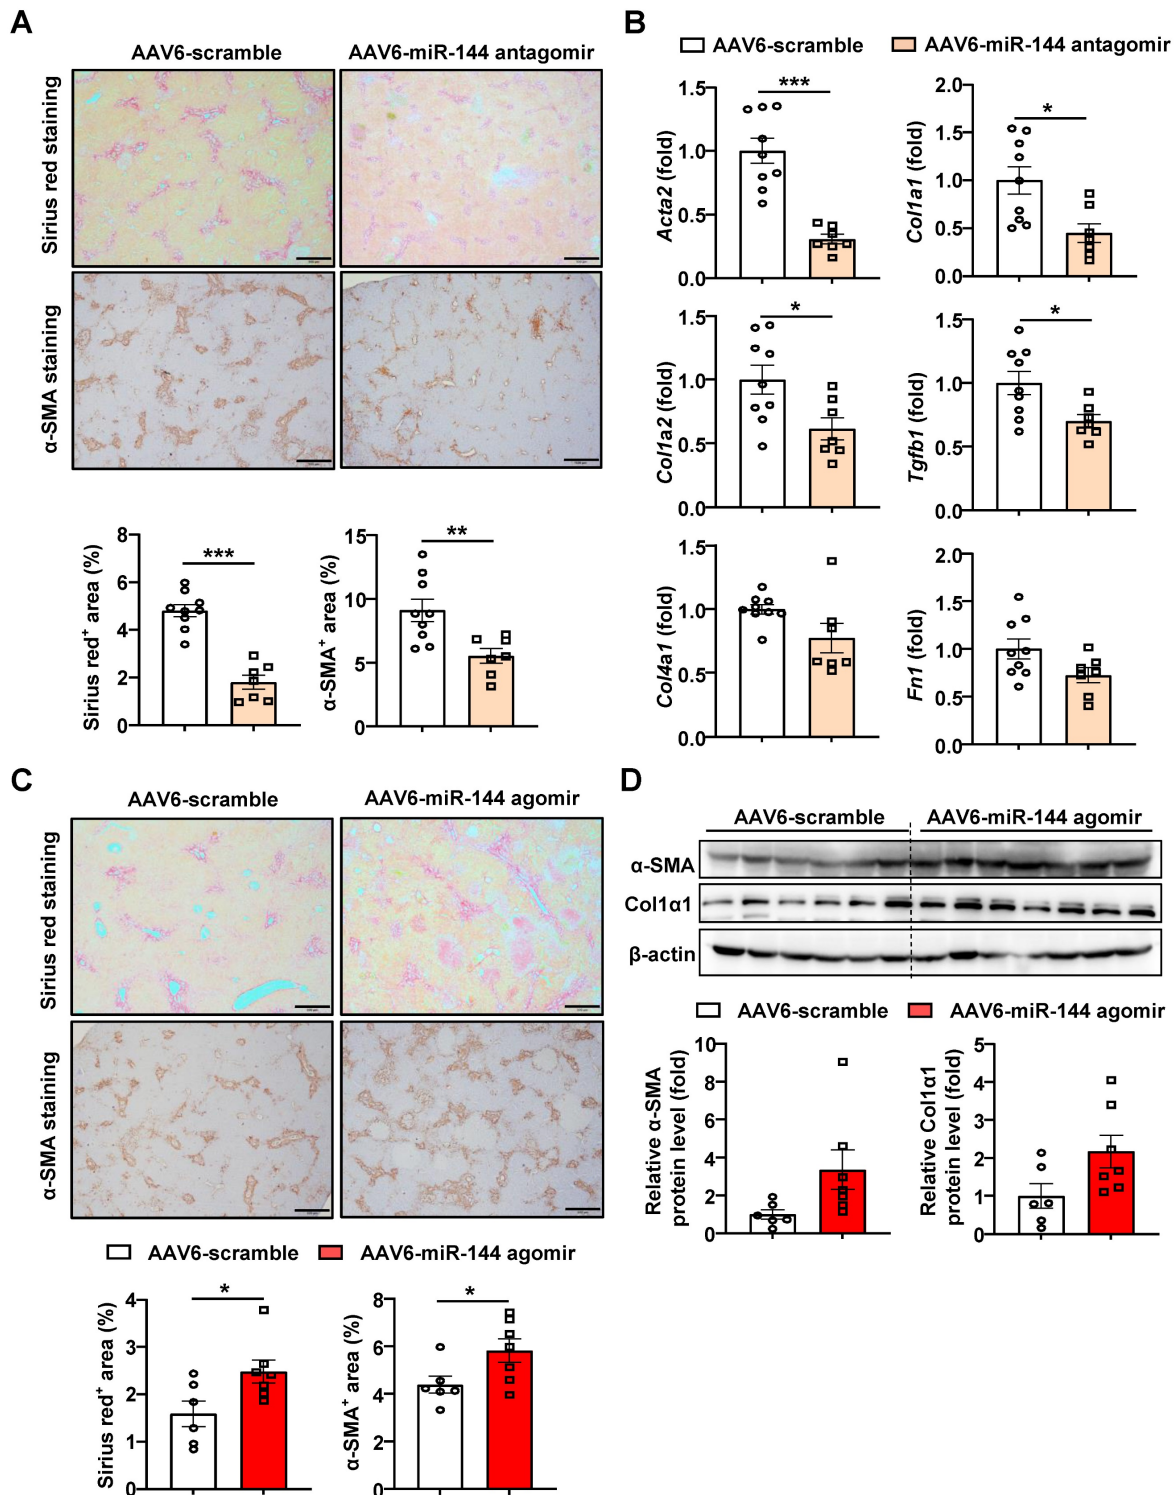 A
AAV6-scramble
AAV6-miR-144 antagomir
Sirius red staining
α-SMA staining
8
6
4
2
0
Sirius red⁺ area (%)
***
15
10
5
0
α-SMA⁺ area (%)
**
B
AAV6-scramble
AAV6-miR-144 antagomir
1.5
1.0
0.5
0.0
Acta2 (fold)
***
2.0
1.5
1.0
0.5
0.0
Col1a1 (fold)
*
1.5
1.0
0.5
0.0
Col1a2 (fold)
*
1.5
1.0
0.5
0.0
Tgfb1 (fold)
*
1.5
1.0
0.5
0.0
Col4a1 (fold)
2.0
1.5
1.0
0.5
0.0
Fn1 (fold)
C
AAV6-scramble
AAV6-miR-144 agomir
Sirius red staining
α-SMA staining
AAV6-scramble
AAV6-miR-144 agomir
4
3
2
1
0
Sirius red⁺ area (%)
*
8
6
4
2
0
α-SMA⁺ area (%)
*
D
AAV6-scramble
AAV6-miR-144 agomir
α-SMA
Col1α1
β-actin
AAV6-scramble
AAV6-miR-144 agomir
10
8
6
4
2
0
Relative α-SMA
protein level (fold)
5
4
3
2
1
0
Relative Col1α1
protein level (fold)